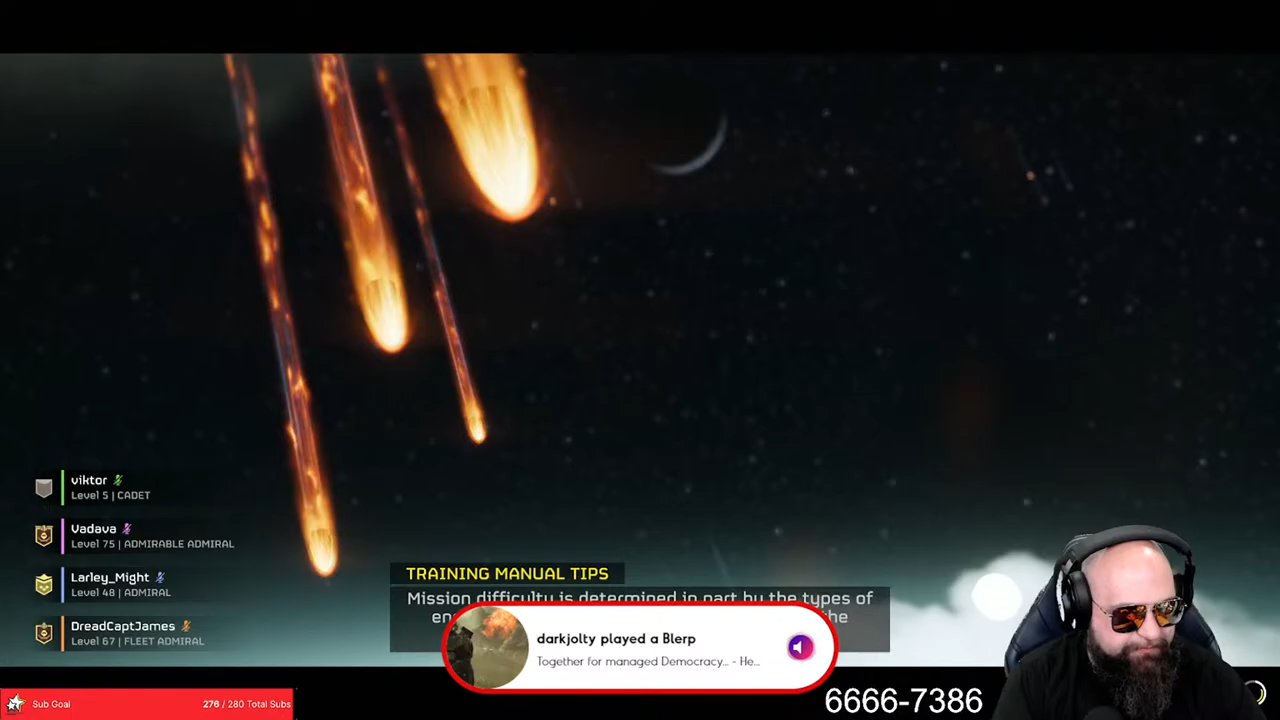 viktor
Level 5 | CADET
Vadava
Level 75 | ADMIRABLE ADMIRAL
Larley_Might
Level 48 | ADMIRAL
DreadCaptJames
Level 67 | FLEET ADMIRAL
TRAINING MANUAL TIPS
Mission difficulty is determined in part by the types of
the
darkjolty played a Blerp
Together for managed Democracy... - He...
6666-7386
Sub Goal
276 / 280 Total Subs